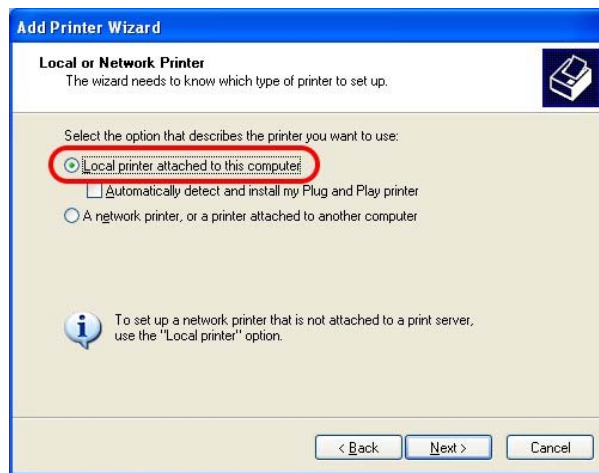 Add Printer Wizard
Local or Network Printer
The wizard needs to know which type of printer to set up.
Select the option that describes the printer you want to use:
Local printer attached to this computer
Automatically detect and install my Plug and Play printer
A network printer, or a printer attached to another computer
To set up a network printer that is not attached to a print server,
use the "Local printer" option.
< Back
Next >
Cancel